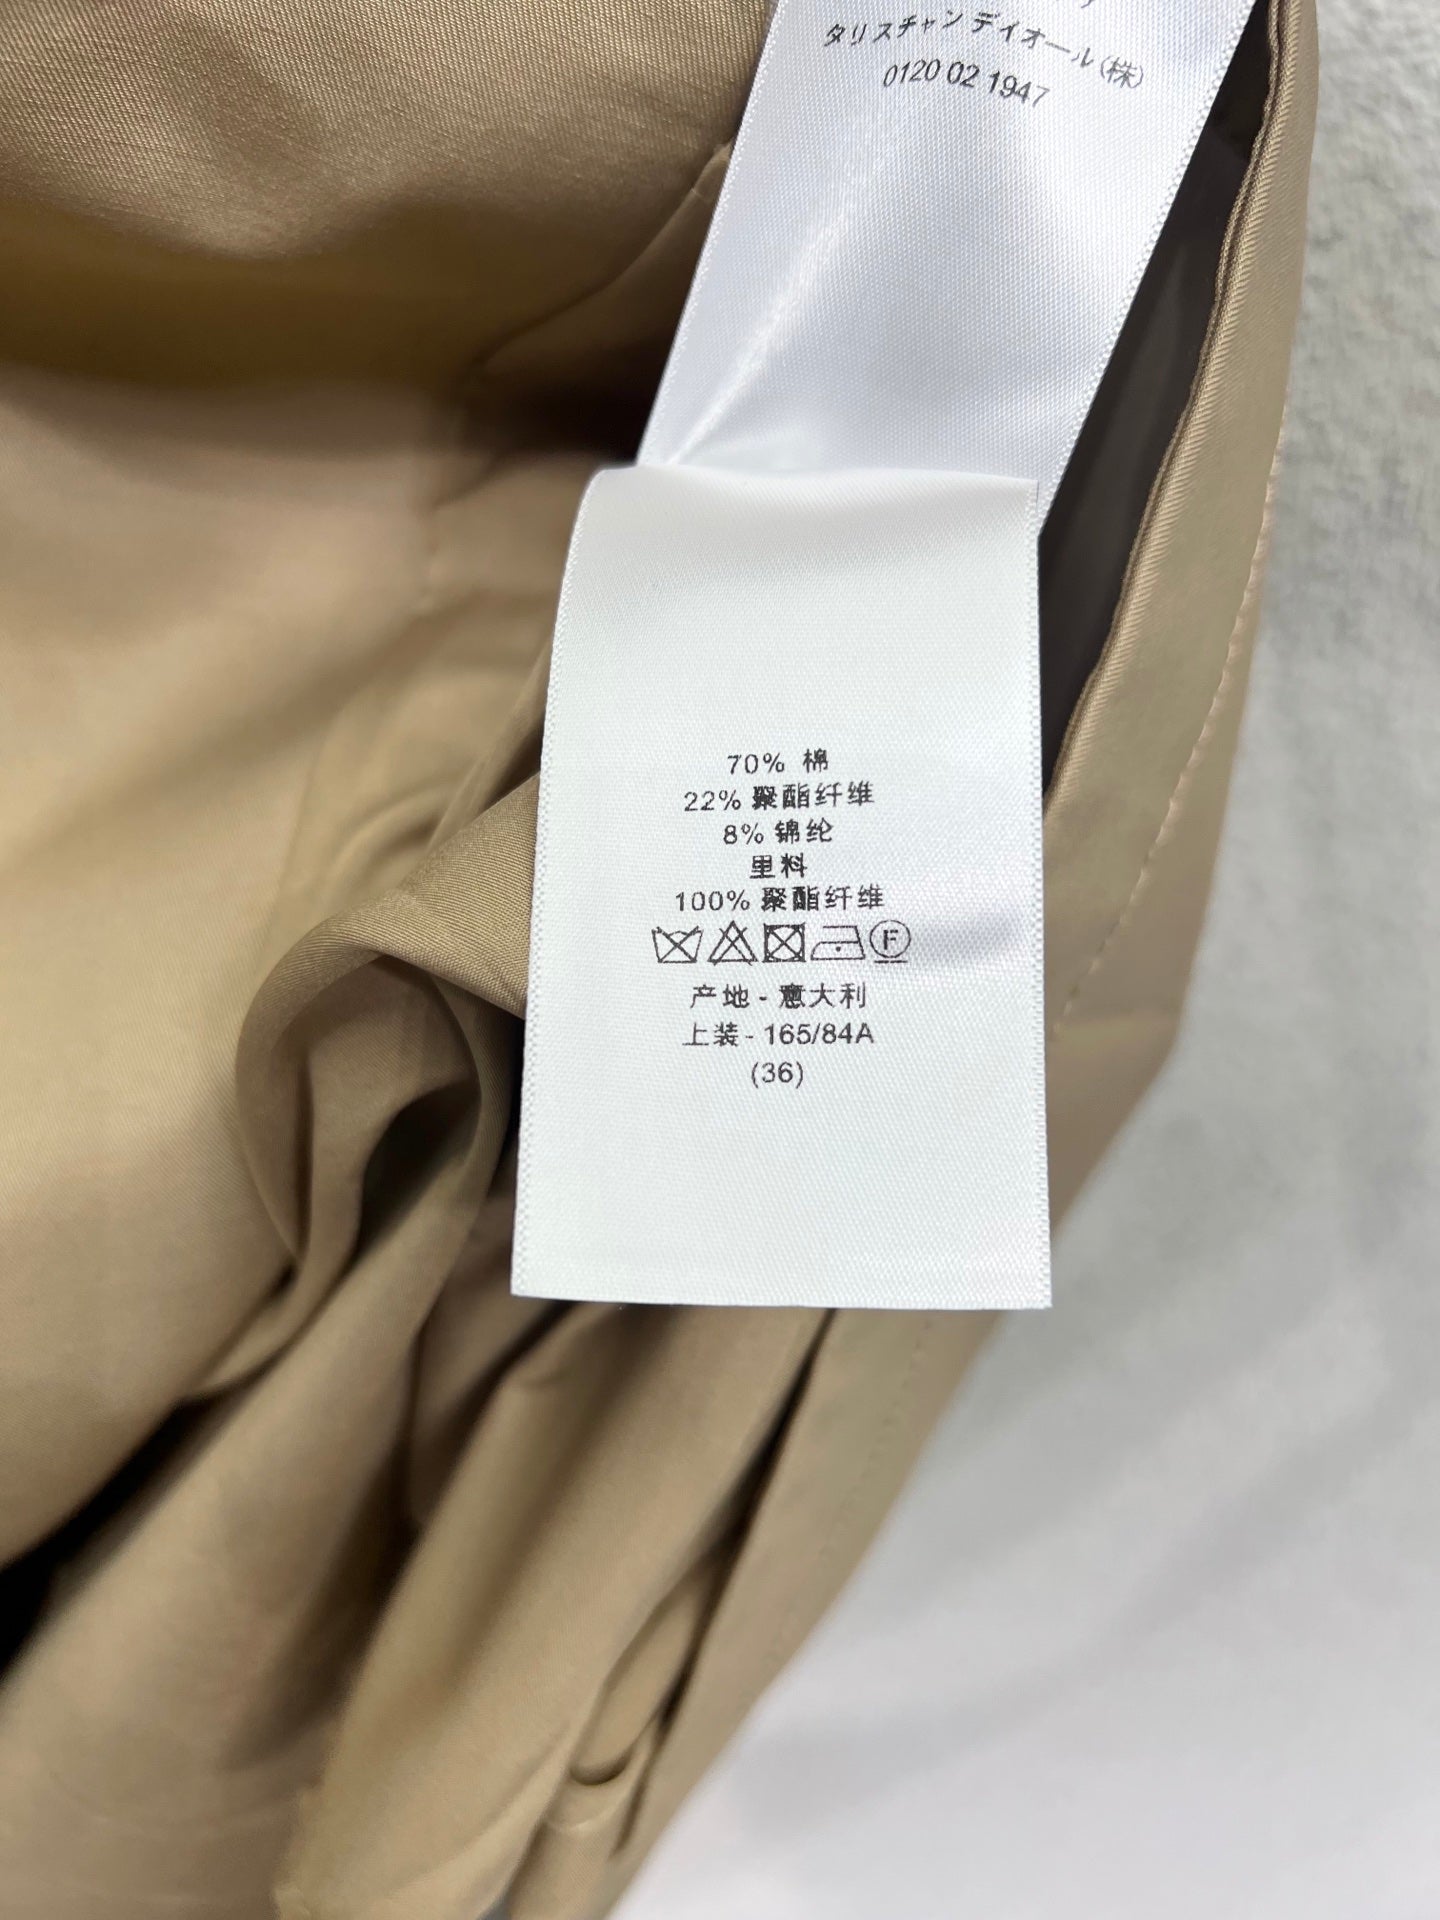 タリスチャン ディオール(株)
0120 02 1947
70% 棉
22% 聚酯纤维
8% 锦纶
里料
100% 聚酯纤维
F
产地 - 意大利
上装 - 165/84A
(36)